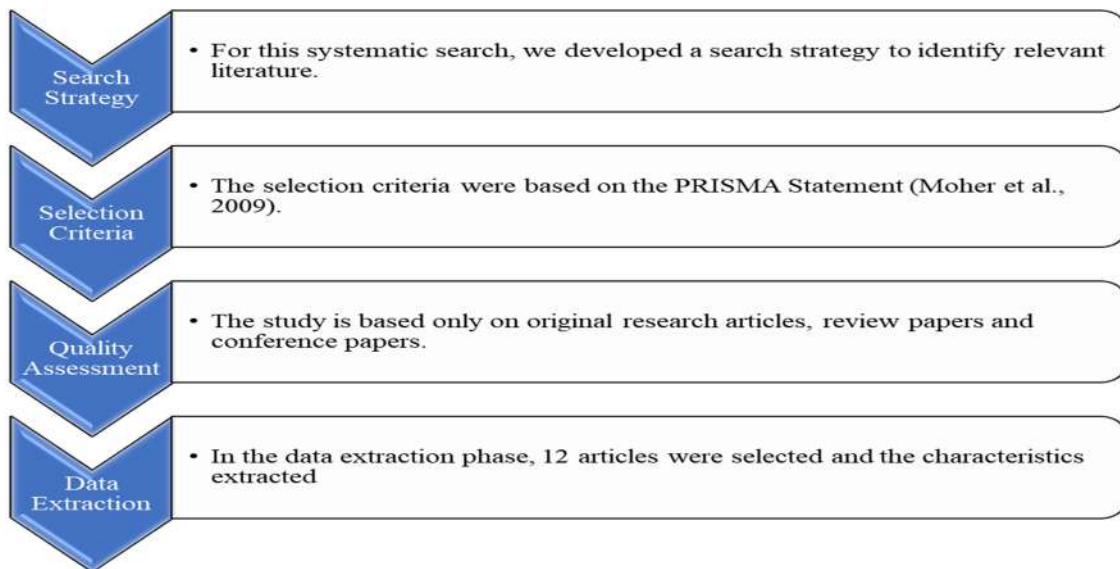 Search
Strategy
• For this systematic search, we developed a search strategy to identify relevant
literature.
Selection
Criteria
• The selection criteria were based on the PRISMA Statement (Moher et al.,
2009).
Quality
Assessment
• The study is based only on original research articles, review papers and
conference papers.
Data
Extraction
• In the data extraction phase, 12 articles were selected and the characteristics
extracted